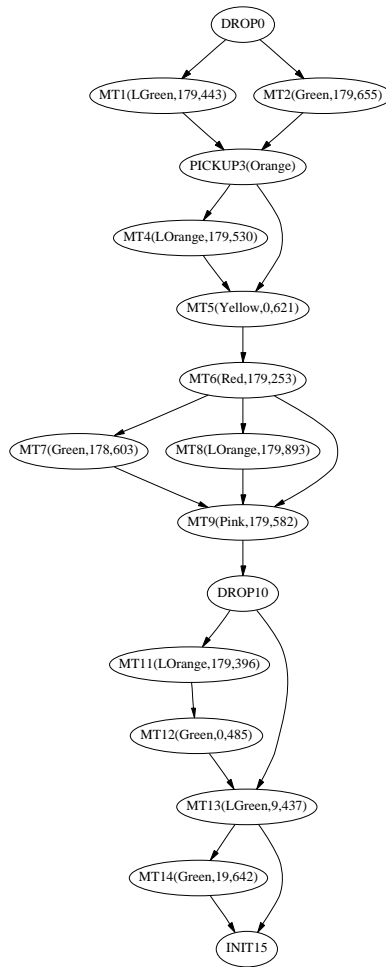 DROP0
MT1(LGreen,179,443)
MT2(Green,179,655)
PICKUP3(Orange)
MT4(LOrange,179,530)
MT5(Yellow,0,621)
MT6(Red,179,253)
MT7(Green,178,603)
MT8(LOrange,179,893)
MT9(Pink,179,582)
DROP10
MT11(LOrange,179,396)
MT12(Green,0,485)
MT13(LGreen,9,437)
MT14(Green,19,642)
INIT15